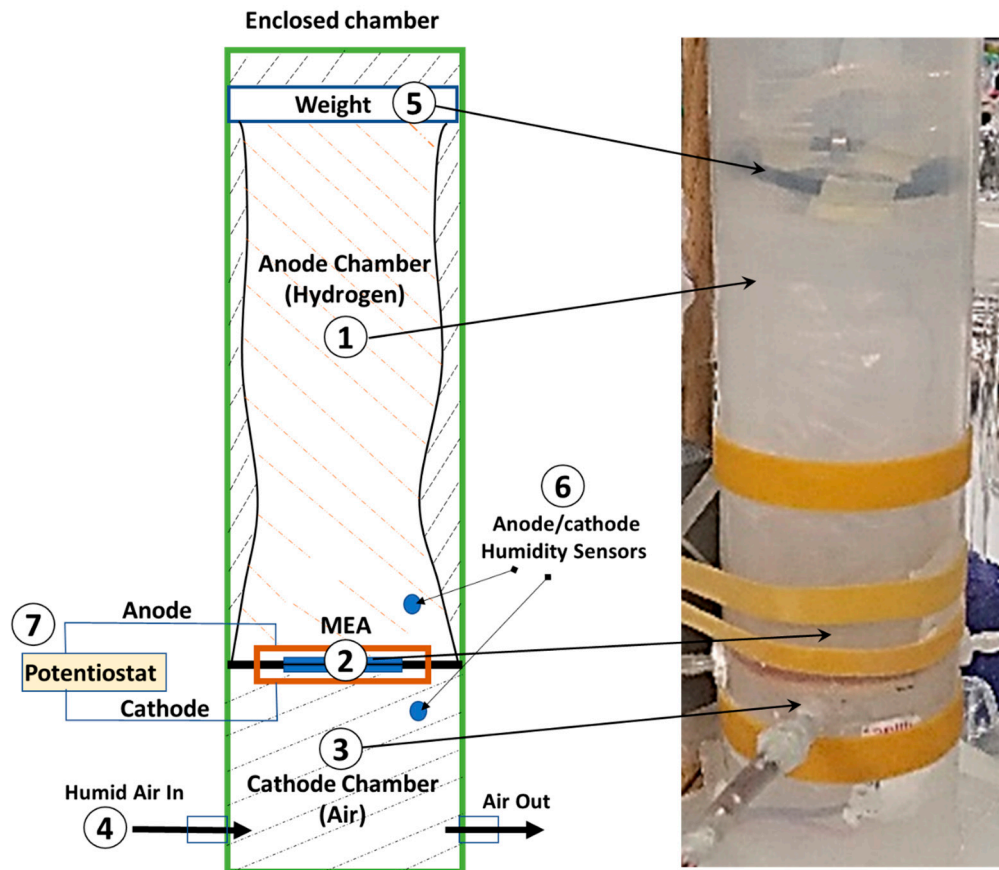 Enclosed chamber
Weight
5
Anode Chamber
(Hydrogen)
1
6
Anode/cathode
Humidity Sensors
7
Anode
MEA
2
Potentiostat
Cathode
3
Cathode Chamber
(Air)
Humid Air In
4
Air Out